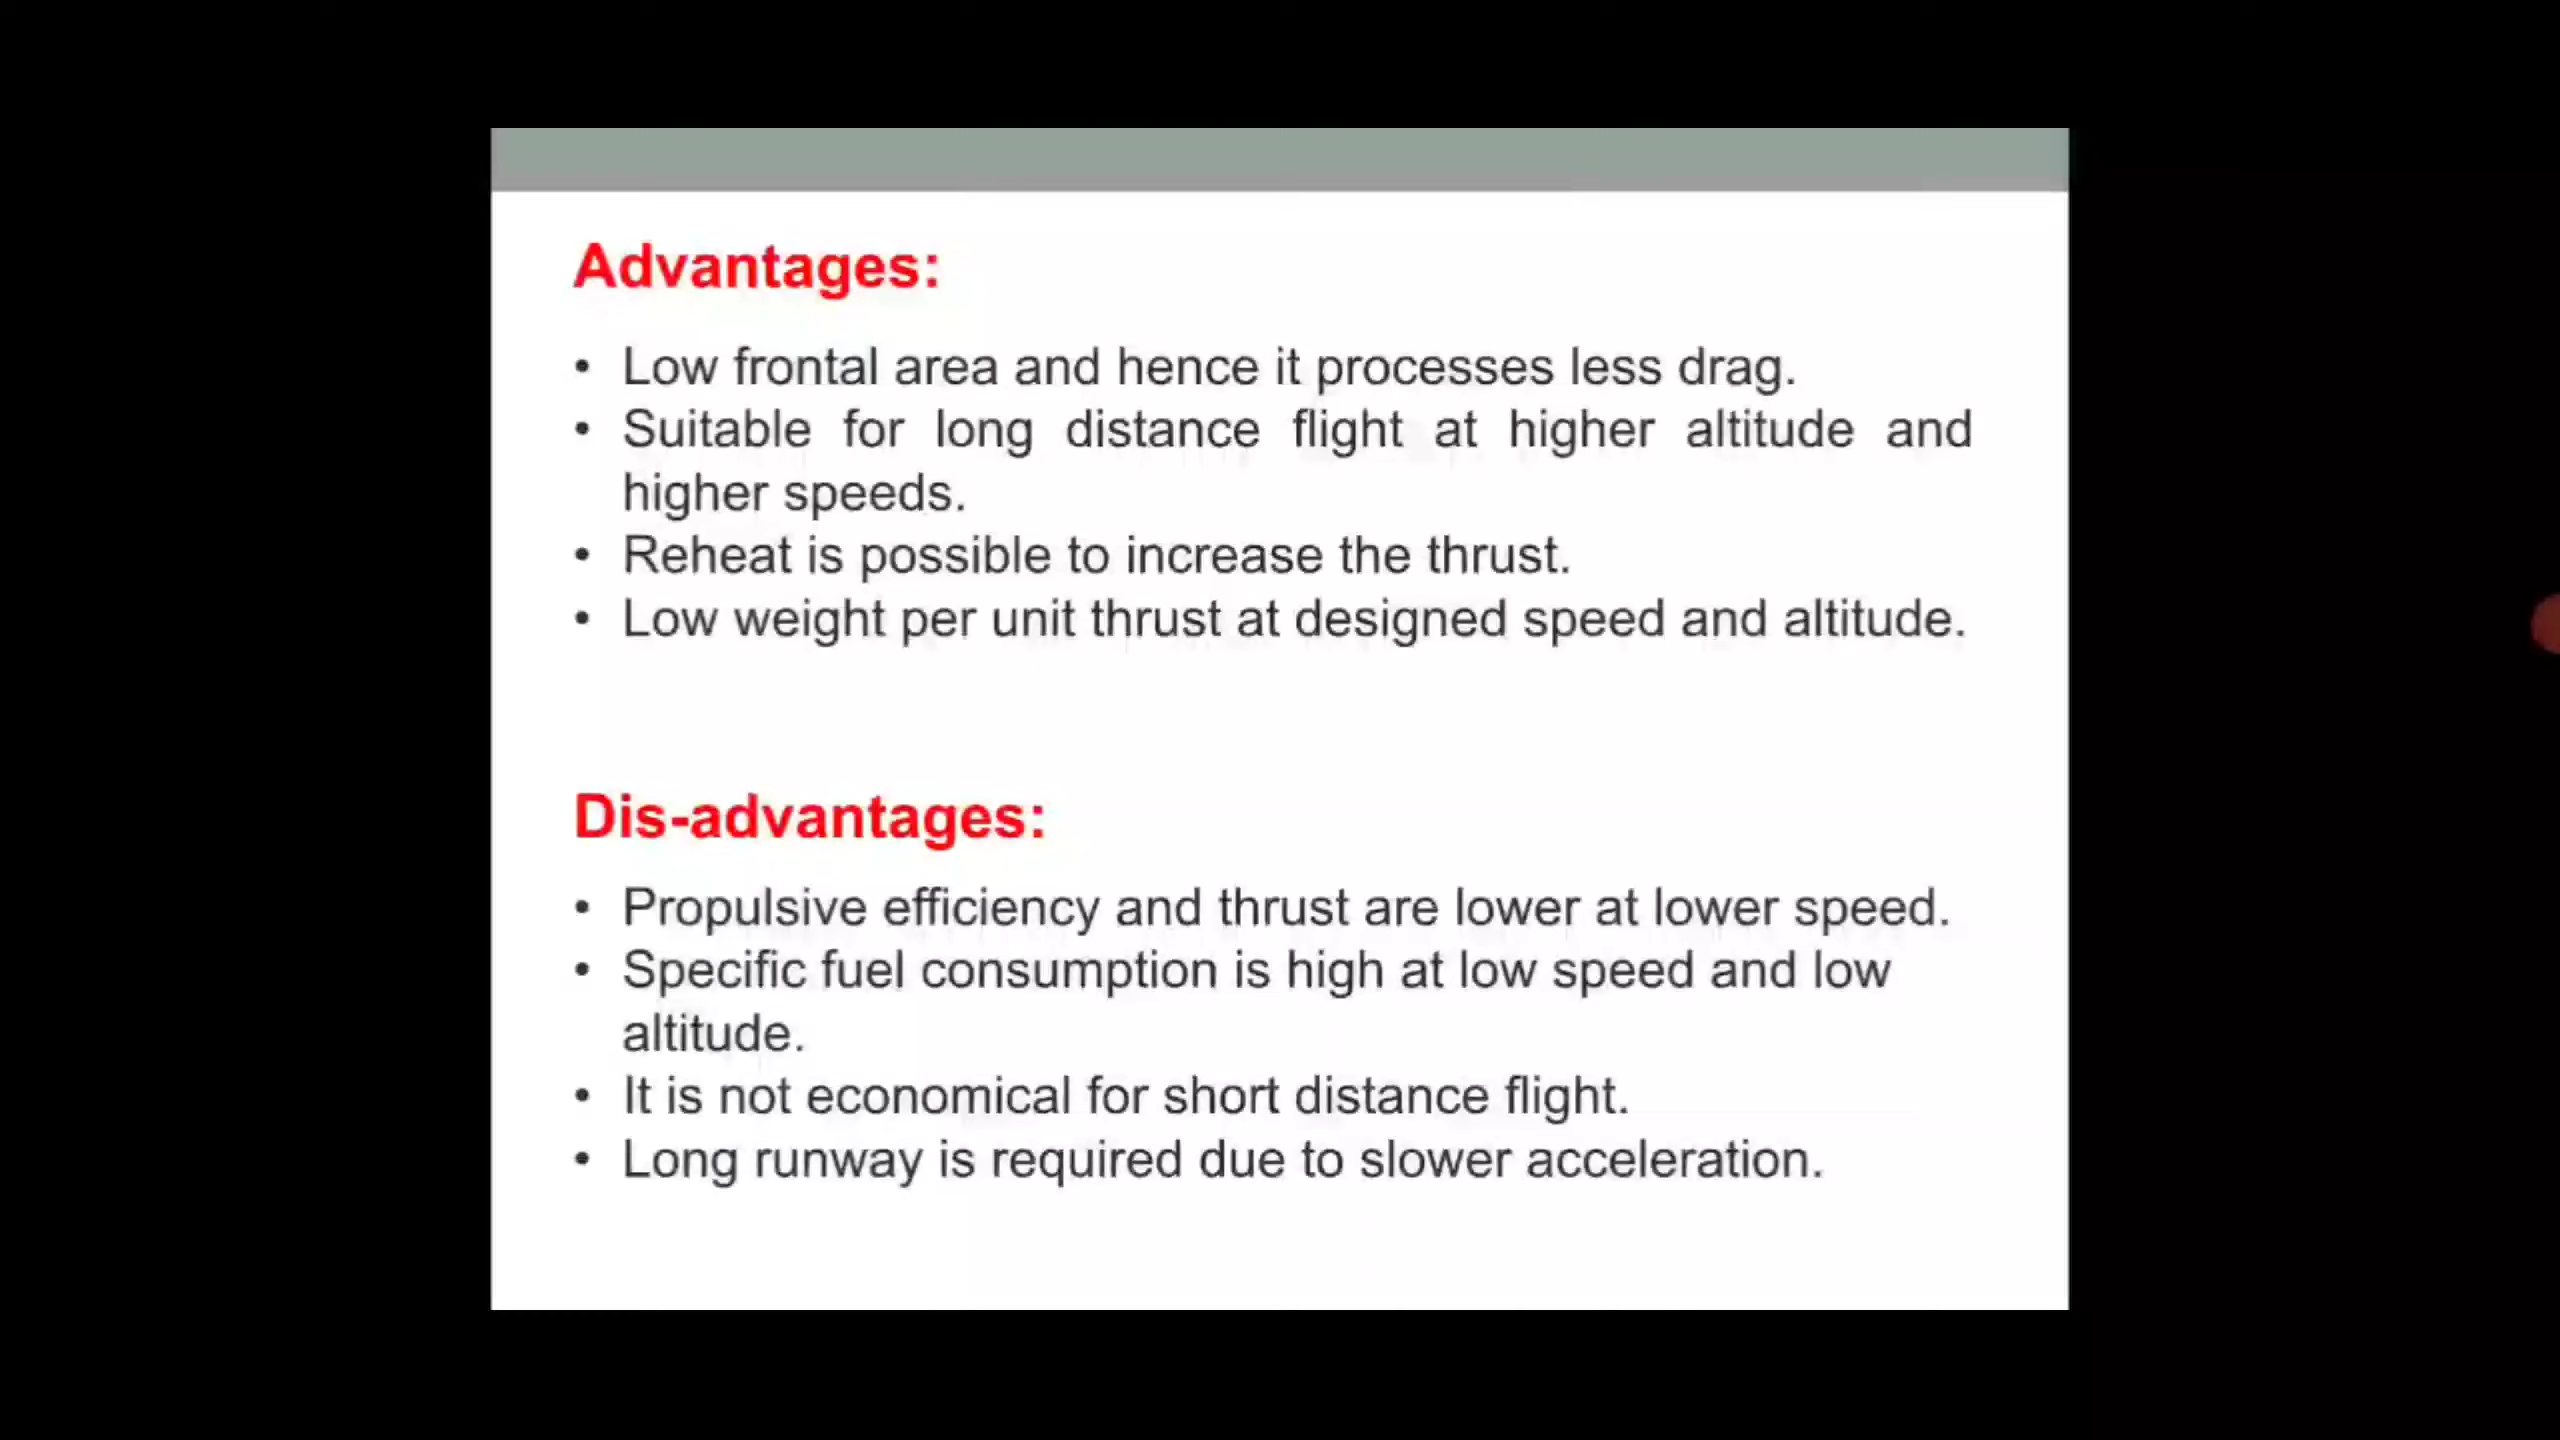 Advantages:
• Low frontal area and hence it processes less drag.
• Suitable for long distance flight at higher altitude and
higher speeds.
• Reheat is possible to increase the thrust.
• Low weight per unit thrust at designed speed and altitude.
Dis-advantages:
• Propulsive efficiency and thrust are lower at lower speed.
• Specific fuel consumption is high at low speed and low
altitude.
• It is not economical for short distance flight.
• Long runway is required due to slower acceleration.